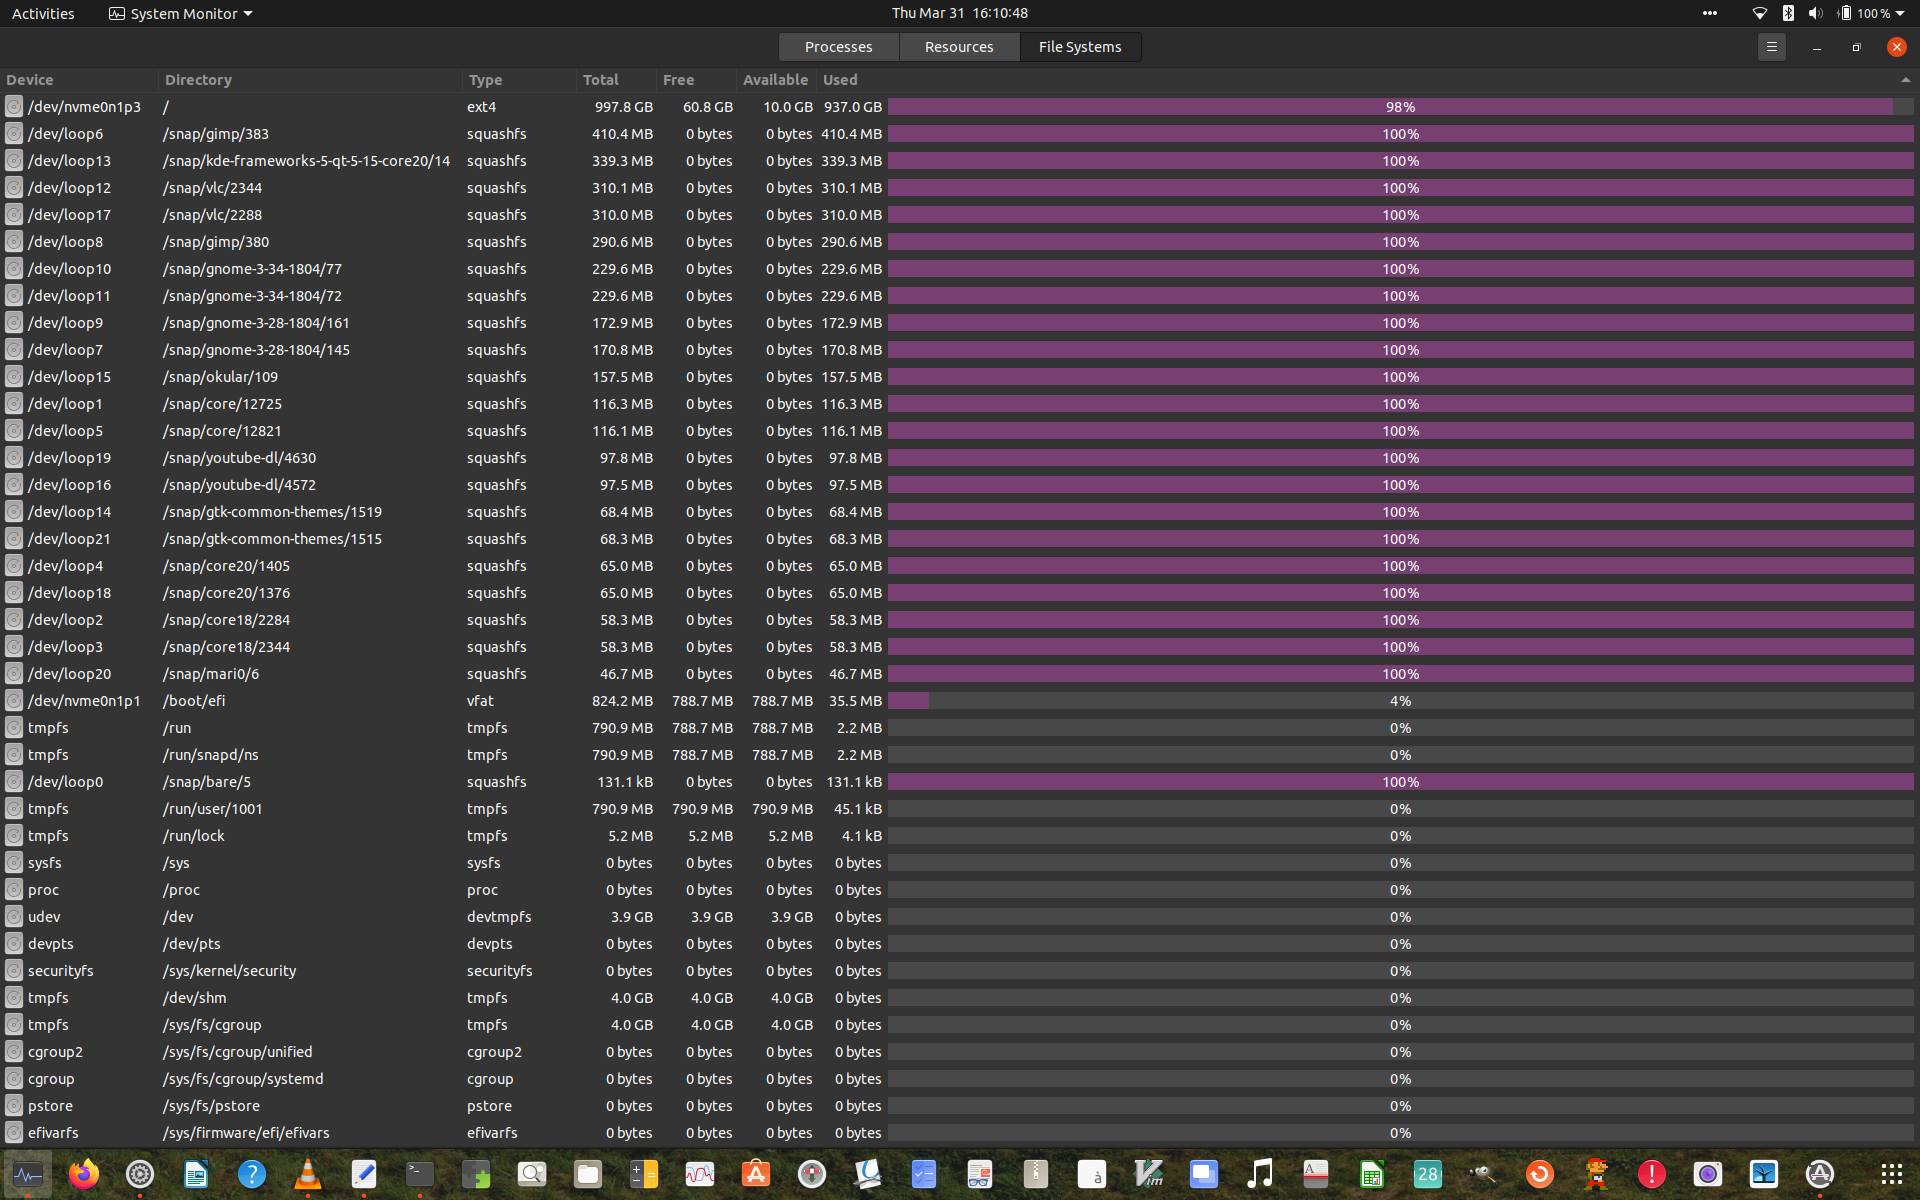 Activities System Monitor Thu Mar 31 16:10:48 100 %
Processes Resources File Systems
Device Directory Type Total Free Available Used
/dev/nvme0n1p3 / ext4 997.8 GB 60.8 GB 10.0 GB 937.0 GB 98%
/dev/loop6 /snap/gimp/383 squashfs 410.4 MB 0 bytes 0 bytes 410.4 MB 100%
/dev/loop13 /snap/kde-frameworks-5-qt-5-15-core20/14 squashfs 339.3 MB 0 bytes 0 bytes 339.3 MB 100%
/dev/loop12 /snap/vlc/2344 squashfs 310.1 MB 0 bytes 0 bytes 310.1 MB 100%
/dev/loop17 /snap/vlc/2288 squashfs 310.0 MB 0 bytes 0 bytes 310.0 MB 100%
/dev/loop8 /snap/gimp/380 squashfs 290.6 MB 0 bytes 0 bytes 290.6 MB 100%
/dev/loop10 /snap/gnome-3-34-1804/77 squashfs 229.6 MB 0 bytes 0 bytes 229.6 MB 100%
/dev/loop11 /snap/gnome-3-34-1804/72 squashfs 229.6 MB 0 bytes 0 bytes 229.6 MB 100%
/dev/loop9 /snap/gnome-3-28-1804/161 squashfs 172.9 MB 0 bytes 0 bytes 172.9 MB 100%
/dev/loop7 /snap/gnome-3-28-1804/145 squashfs 170.8 MB 0 bytes 0 bytes 170.8 MB 100%
/dev/loop15 /snap/okular/109 squashfs 157.5 MB 0 bytes 0 bytes 157.5 MB 100%
/dev/loop1 /snap/core/12725 squashfs 116.3 MB 0 bytes 0 bytes 116.3 MB 100%
/dev/loop5 /snap/core/12821 squashfs 116.1 MB 0 bytes 0 bytes 116.1 MB 100%
/dev/loop19 /snap/youtube-dl/4630 squashfs 97.8 MB 0 bytes 0 bytes 97.8 MB 100%
/dev/loop16 /snap/youtube-dl/4572 squashfs 97.5 MB 0 bytes 0 bytes 97.5 MB 100%
/dev/loop14 /snap/gtk-common-themes/1519 squashfs 68.4 MB 0 bytes 0 bytes 68.4 MB 100%
/dev/loop21 /snap/gtk-common-themes/1515 squashfs 68.3 MB 0 bytes 0 bytes 68.3 MB 100%
/dev/loop4 /snap/core20/1405 squashfs 65.0 MB 0 bytes 0 bytes 65.0 MB 100%
/dev/loop18 /snap/core20/1376 squashfs 65.0 MB 0 bytes 0 bytes 65.0 MB 100%
/dev/loop2 /snap/core18/2284 squashfs 58.3 MB 0 bytes 0 bytes 58.3 MB 100%
/dev/loop3 /snap/core18/2344 squashfs 58.3 MB 0 bytes 0 bytes 58.3 MB 100%
/dev/loop20 /snap/mari0/6 squashfs 46.7 MB 0 bytes 0 bytes 46.7 MB 100%
/dev/nvme0n1p1 /boot/efi vfat 824.2 MB 788.7 MB 788.7 MB 35.5 MB 4%
tmpfs /run tmpfs 790.9 MB 788.7 MB 788.7 MB 2.2 MB 0%
tmpfs /run/snapd/ns tmpfs 790.9 MB 788.7 MB 788.7 MB 2.2 MB 0%
/dev/loop0 /snap/bare/5 squashfs 131.1 kB 0 bytes 0 bytes 131.1 kB 100%
tmpfs /run/user/1001 tmpfs 790.9 MB 790.9 MB 790.9 MB 45.1 kB 0%
tmpfs /run/lock tmpfs 5.2 MB 5.2 MB 5.2 MB 4.1 kB 0%
sysfs /sys sysfs 0 bytes 0 bytes 0 bytes 0 bytes 0%
proc /proc proc 0 bytes 0 bytes 0 bytes 0 bytes 0%
udev /dev devtmpfs 3.9 GB 3.9 GB 3.9 GB 0 bytes 0%
devpts /dev/pts devpts 0 bytes 0 bytes 0 bytes 0 bytes 0%
securityfs /sys/kernel/security securityfs 0 bytes 0 bytes 0 bytes 0 bytes 0%
tmpfs /dev/shm tmpfs 4.0 GB 4.0 GB 4.0 GB 0 bytes 0%
tmpfs /sys/fs/cgroup tmpfs 4.0 GB 4.0 GB 4.0 GB 0 bytes 0%
cgroup2 /sys/fs/cgroup/unified cgroup2 0 bytes 0 bytes 0 bytes 0 bytes 0%
cgroup /sys/fs/cgroup/systemd cgroup 0 bytes 0 bytes 0 bytes 0 bytes 0%
pstore /sys/fs/pstore pstore 0 bytes 0 bytes 0 bytes 0 bytes 0%
efivarfs /sys/firmware/efi/efivars efivarfs 0 bytes 0 bytes 0 bytes 0 bytes 0%
? >_ à Vim A 28 !